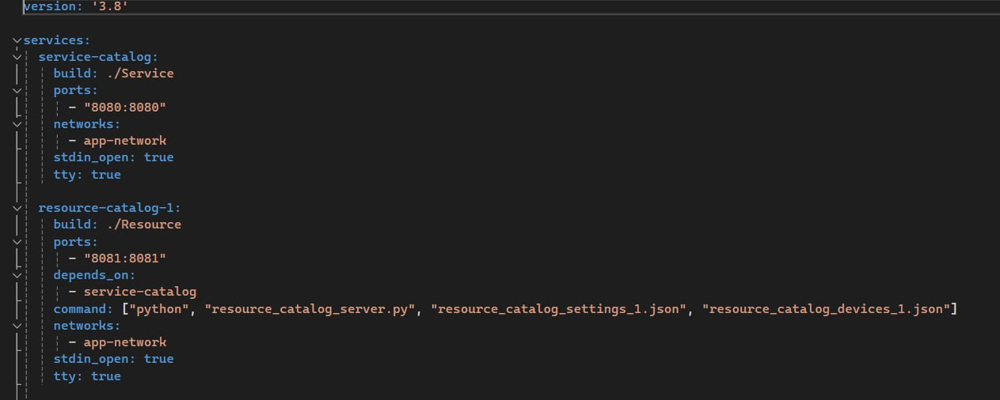 version: '3.8'
services:
service-catalog:
build: ./Service
ports:
- "8080:8080"
networks:
- app-network
stdin_open: true
tty: true
resource-catalog-1:
build: ./Resource
ports:
- "8081:8081"
depends_on:
- service-catalog
command: ["python", "resource_catalog_server.py", "resource_catalog_settings_1.json", "resource_catalog_devices_1.json"]
networks:
- app-network
stdin_open: true
tty: true